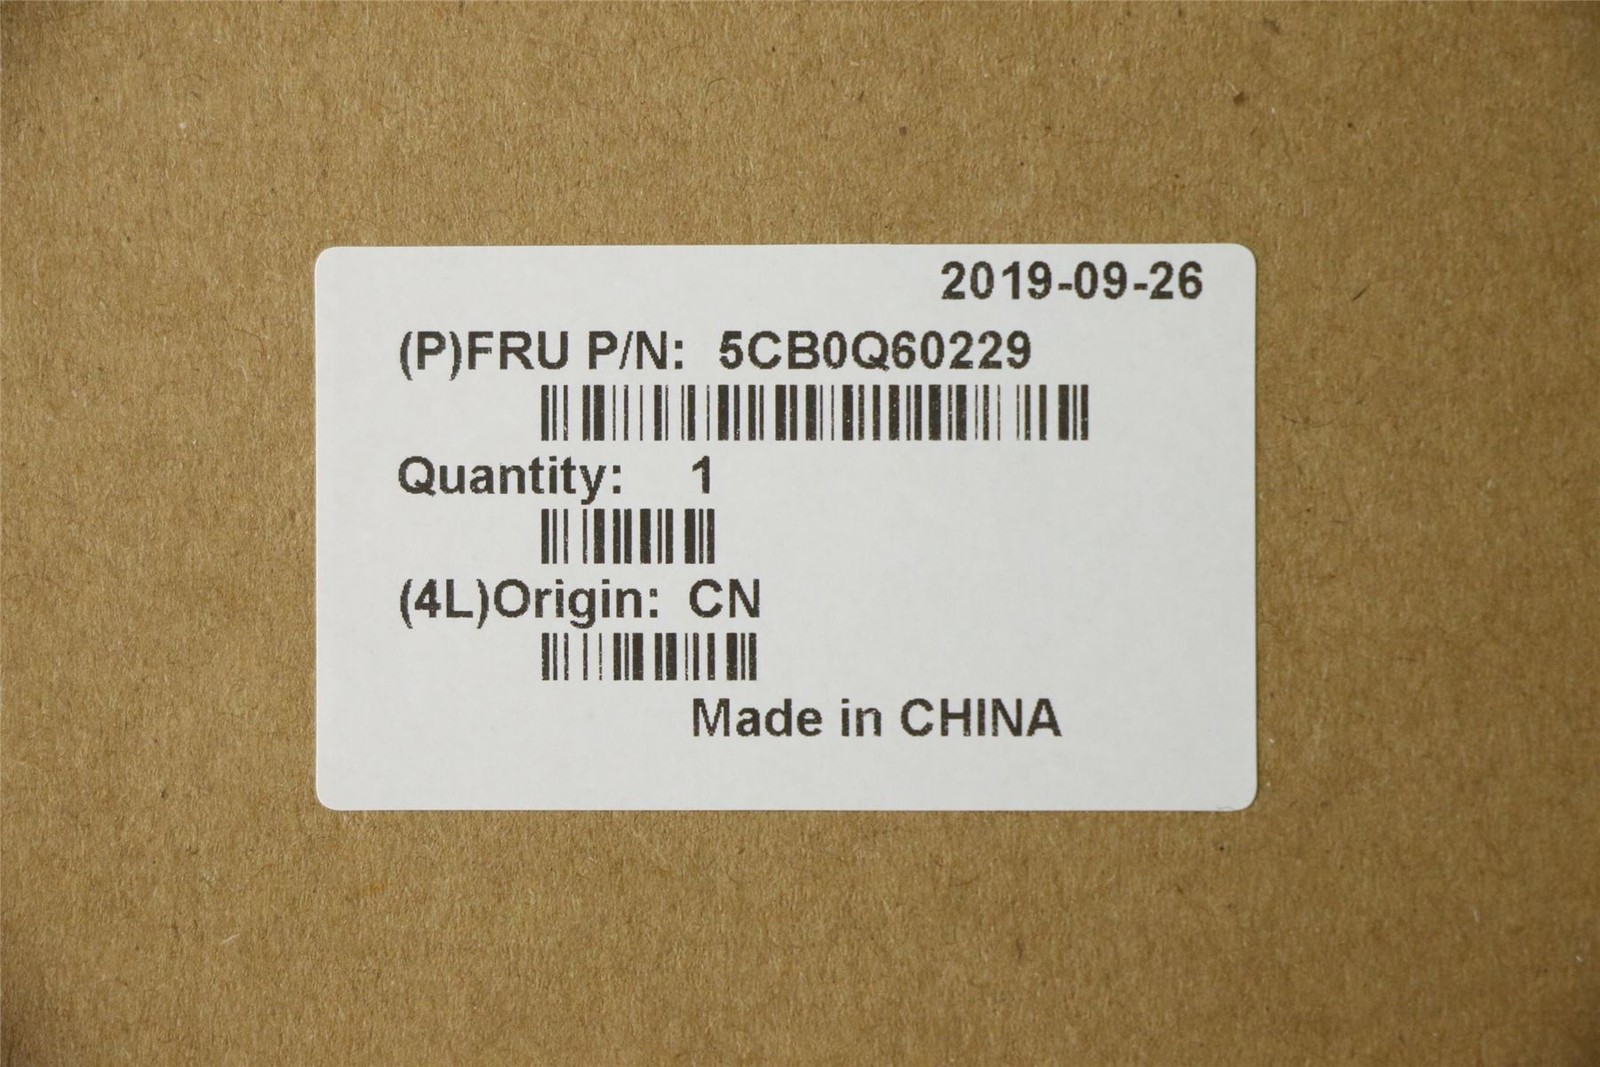 2019-09-26
(P)FRU P/N: 5CB0Q60229
Quantity: 1
(4L)Origin: CN
Made in CHINA